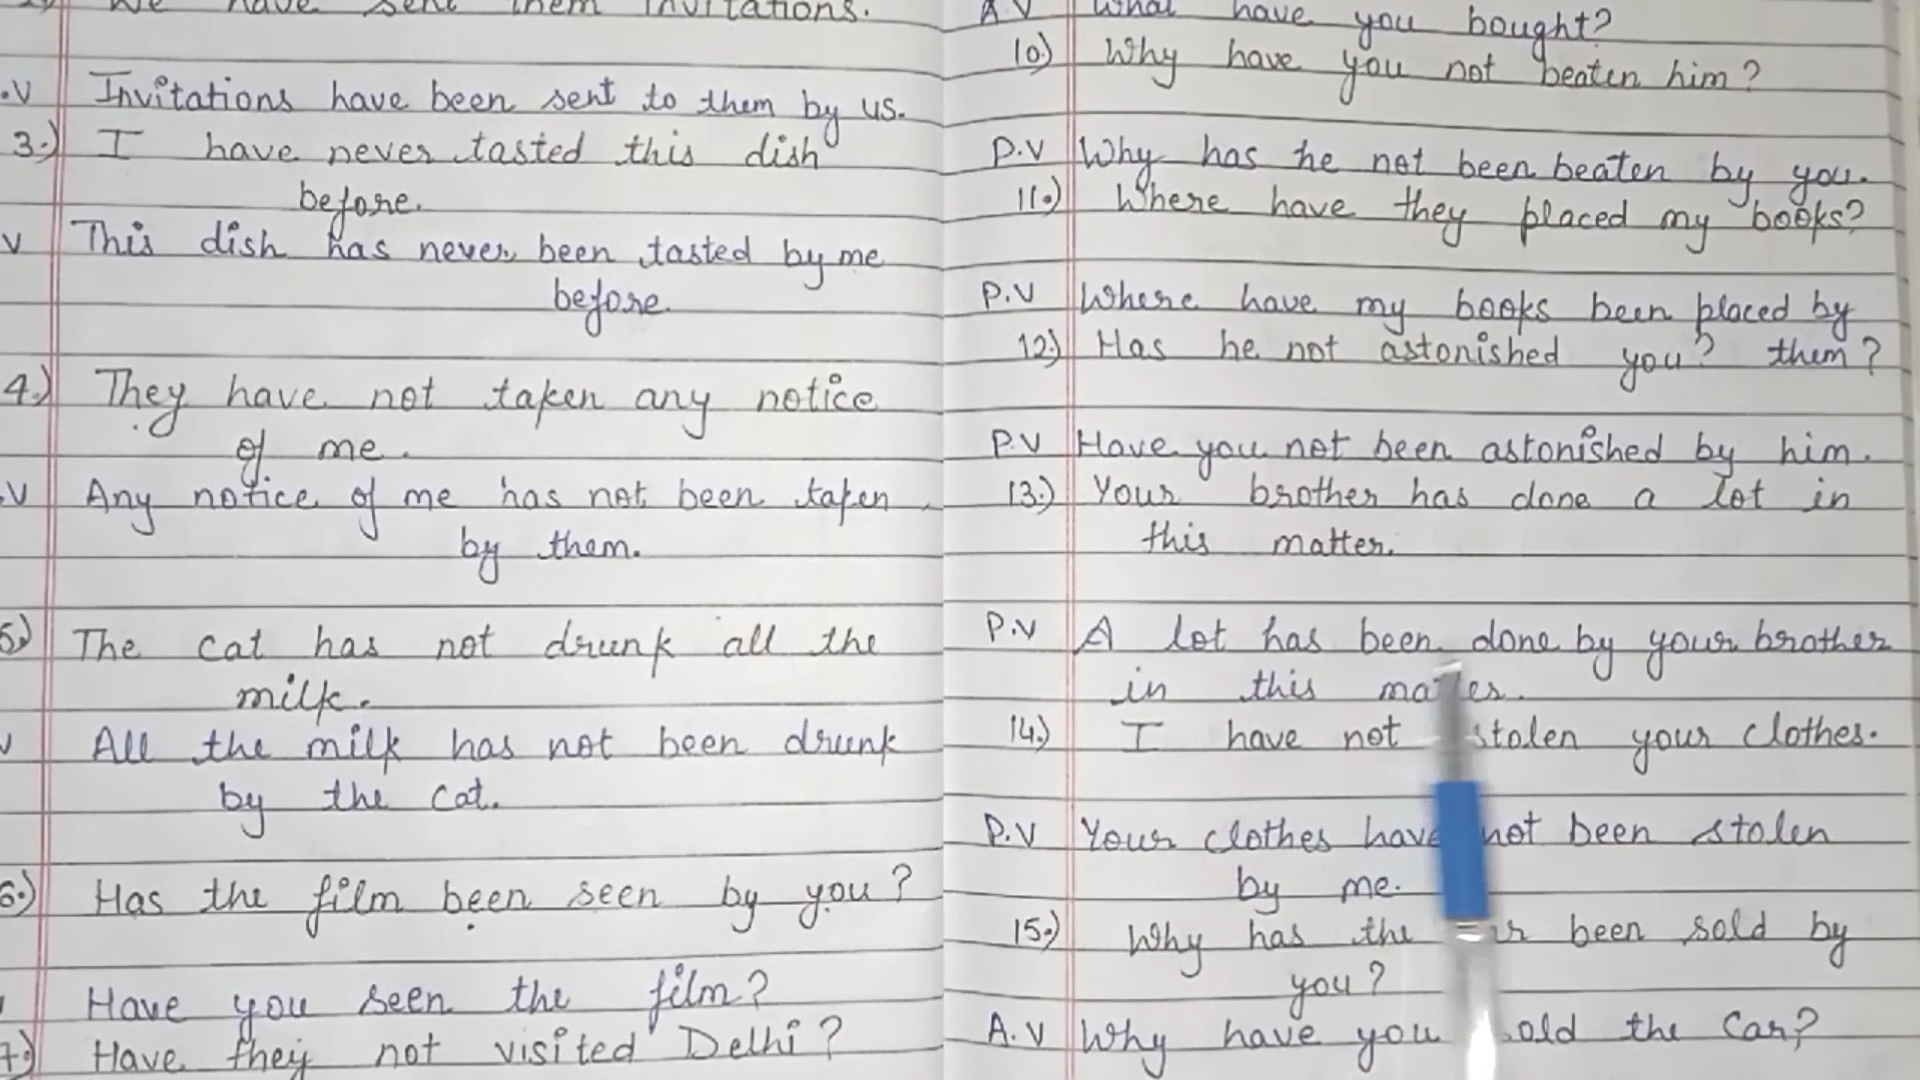 We have sent them invitations.
.V Invitations have been sent to them by us.
3.) I have never tasted this dish
before.
V This dish has never been tasted by me
before.
4.) They have not taken any notice
of me.
.V Any notice of me has not been taken
by them.
5) The cat has not drunk all the
milk.
V All the milk has not been drunk
by the cat.
6.) Has the film been seen by you?
Have you seen the film?
7.) Have they not visited Delhi?
A.V What have you bought?
10.) Why have you not beaten him?
P.V Why has he not been beaten by you.
11.) Where have they placed my books?
P.V Where have my books been placed by
them?
12.) Has he not astonished you?
P.V Have you not been astonished by him.
13.) Your brother has done a lot in
this matter.
P.V A lot has been done by your brother
in this matter.
14.) I have not stolen your clothes.
P.V Your clothes have not been stolen
by me.
15.) Why has the been sold by
you?
A.V Why have you sold the Car?